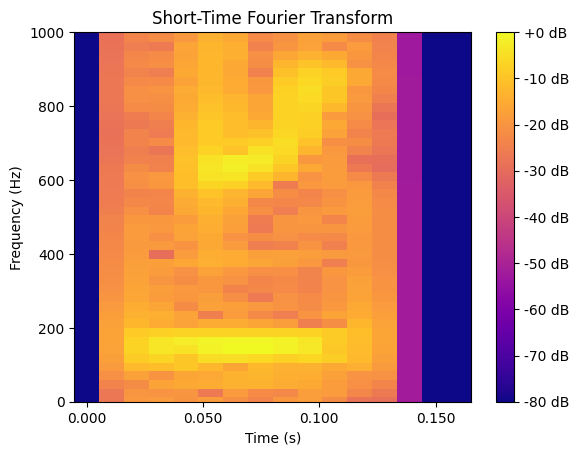 Short-Time Fourier Transform
1000
800
600
400
200
0
Frequency (Hz)
0.000
0.050
0.100
0.150
Time (s)
+0 dB
-10 dB
-20 dB
-30 dB
-40 dB
-50 dB
-60 dB
-70 dB
-80 dB